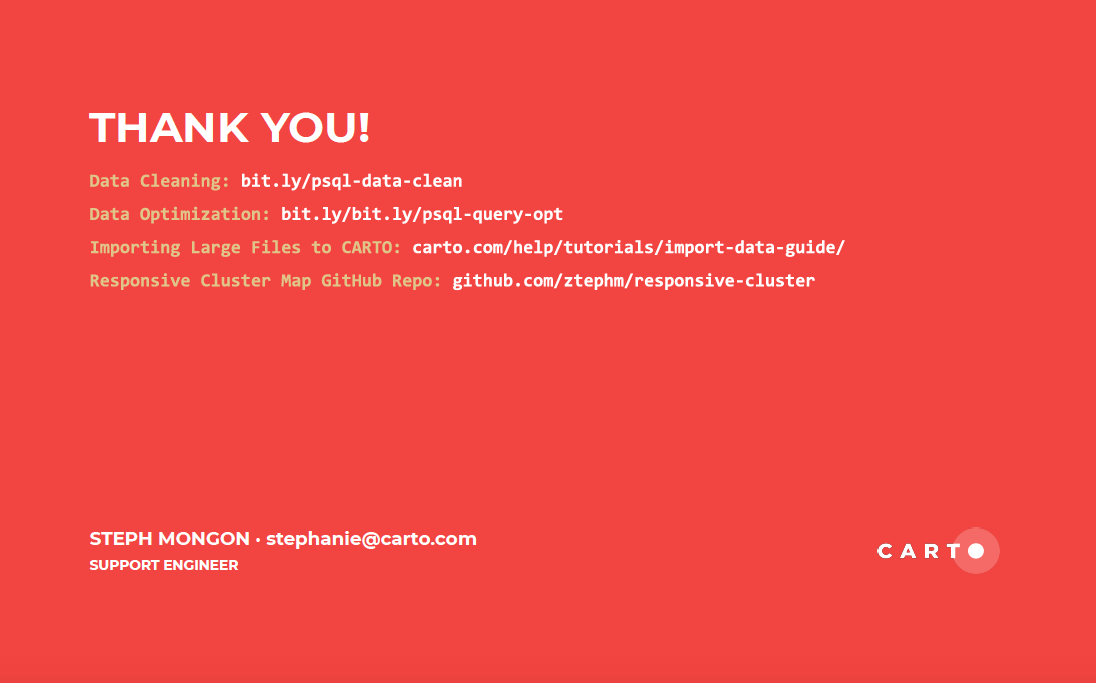 THANK YOU!
Data Cleaning: bit.ly/psql-data-clean
Data Optimization: bit.ly/bit.ly/psql-query-opt
Importing Large Files to CARTO: carto.com/help/tutorials/import-data-guide/
Responsive Cluster Map GitHub Repo: github.com/ztephm/responsive-cluster
STEPH MONGON · stephanie@carto.com
SUPPORT ENGINEER
CARTO